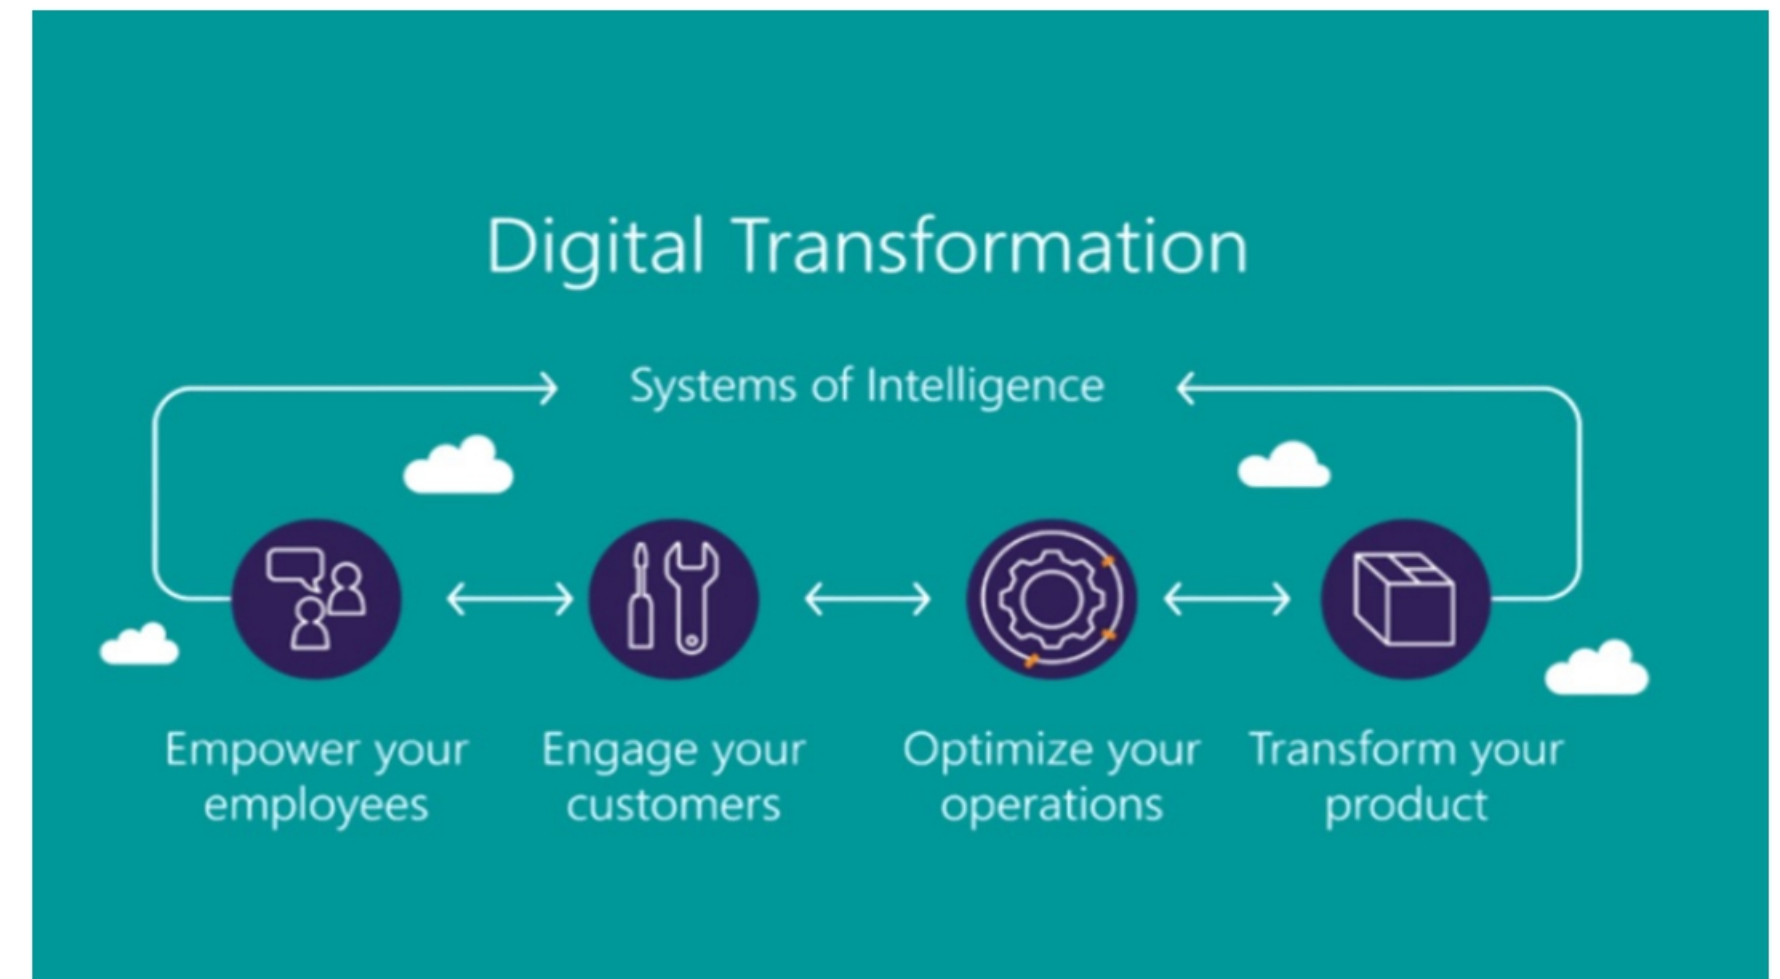 Digital Transformation
Systems of Intelligence
Empower your
employees
Engage your
customers
Optimize your
operations
Transform your
product